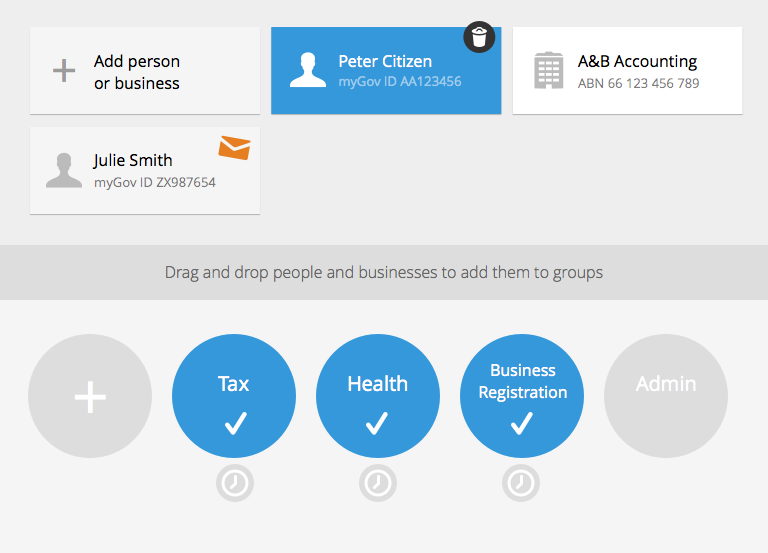 Add person
or business
Peter Citizen
myGov ID AA123456
A&B Accounting
ABN 66 123 456 789
Julie Smith
myGov ID ZX987654
Drag and drop people and businesses to add them to groups
Tax
Health
Business
Registration
Admin